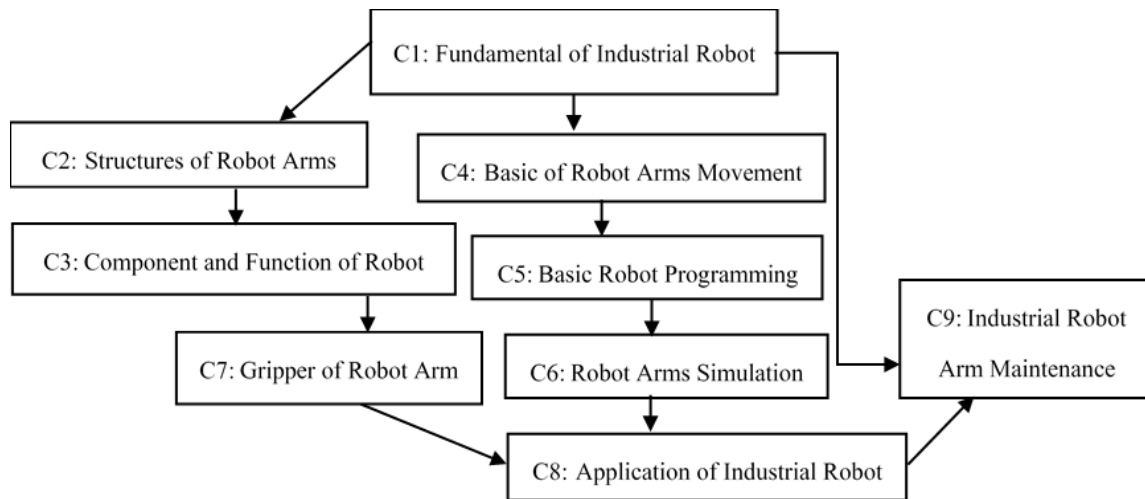 C1: Fundamental of Industrial Robot
C2: Structures of Robot Arms
C4: Basic of Robot Arms Movement
C3: Component and Function of Robot
C5: Basic Robot Programming
C9: Industrial Robot
Arm Maintenance
C7: Gripper of Robot Arm
C6: Robot Arms Simulation
C8: Application of Industrial Robot